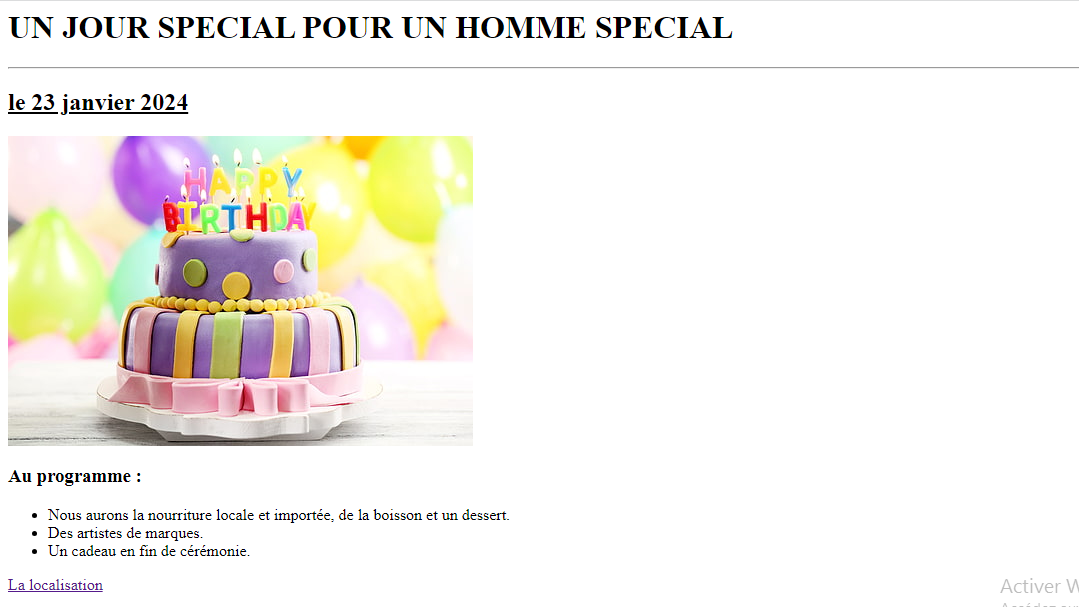 UN JOUR SPECIAL POUR UN HOMME SPECIAL
le 23 janvier 2024
HAPPY
BIRTHDAY
Au programme :
Nous aurons la nourriture locale et importée, de la boisson et un dessert.
Des artistes de marques.
Un cadeau en fin de cérémonie.
La localisation
Activer W